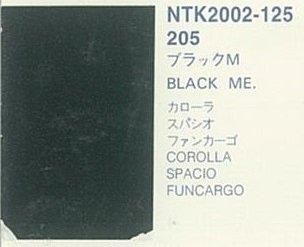 NTK2002-125
205
ブラックM
BLACK ME.
カローラ
スパシオ
ファンカーゴ
COROLLA
SPACIO
FUNCARGO